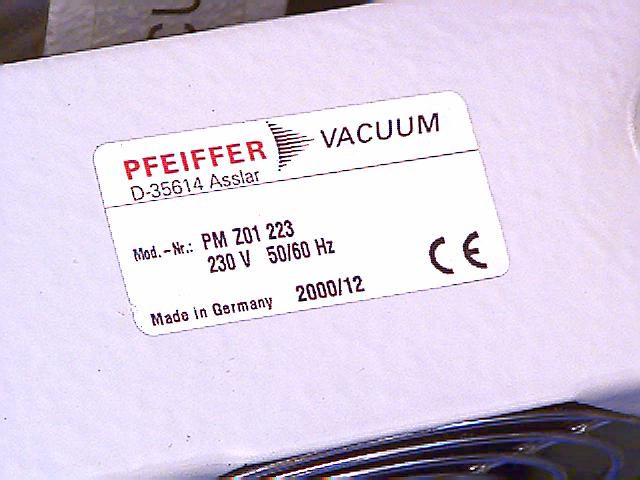 PFEIFFER VACUUM
D-35614 Asslar
Mod.-Nr.: PM Z01 223
230 V 50/60 Hz
CE
Made in Germany 2000/12